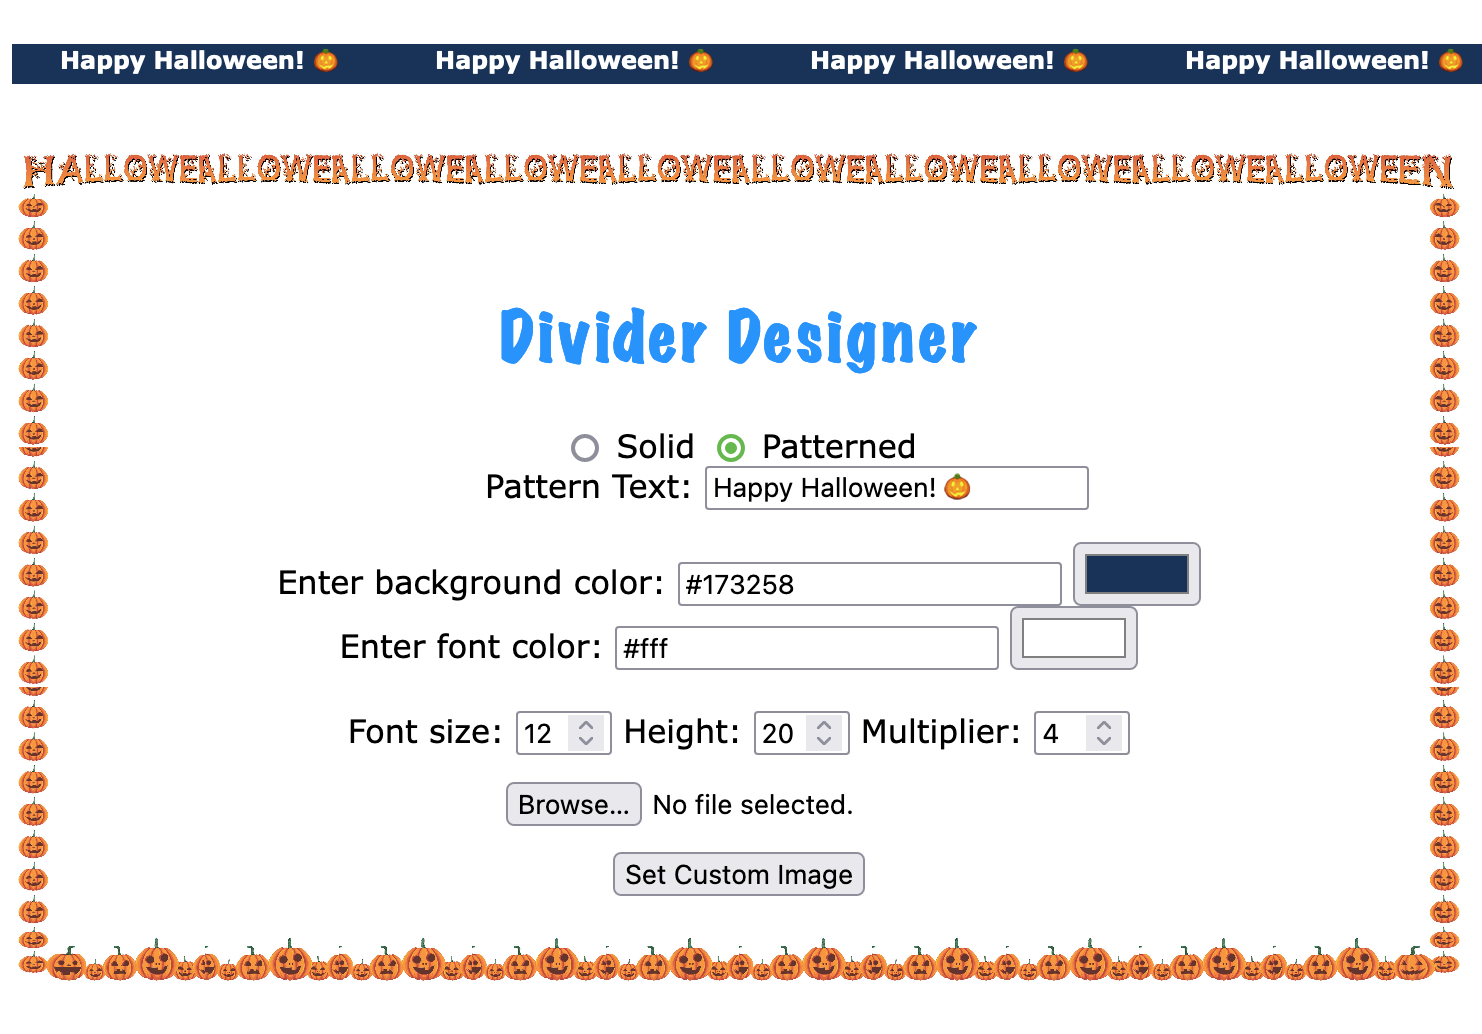 Happy Halloween! 🎃 Happy Halloween! 🎃 Happy Halloween! 🎃 Happy Halloween! 🎃
HALLOWEALLOWEALLOWEALLOWEALLOWEALLOWEALLOWEALLOWEALLOWEALLOWEEN
Divider Designer
Solid Patterned
Pattern Text: Happy Halloween! 🎃
Enter background color: #173258
Enter font color: #fff
Font size: 12 Height: 20 Multiplier: 4
Browse... No file selected.
Set Custom Image